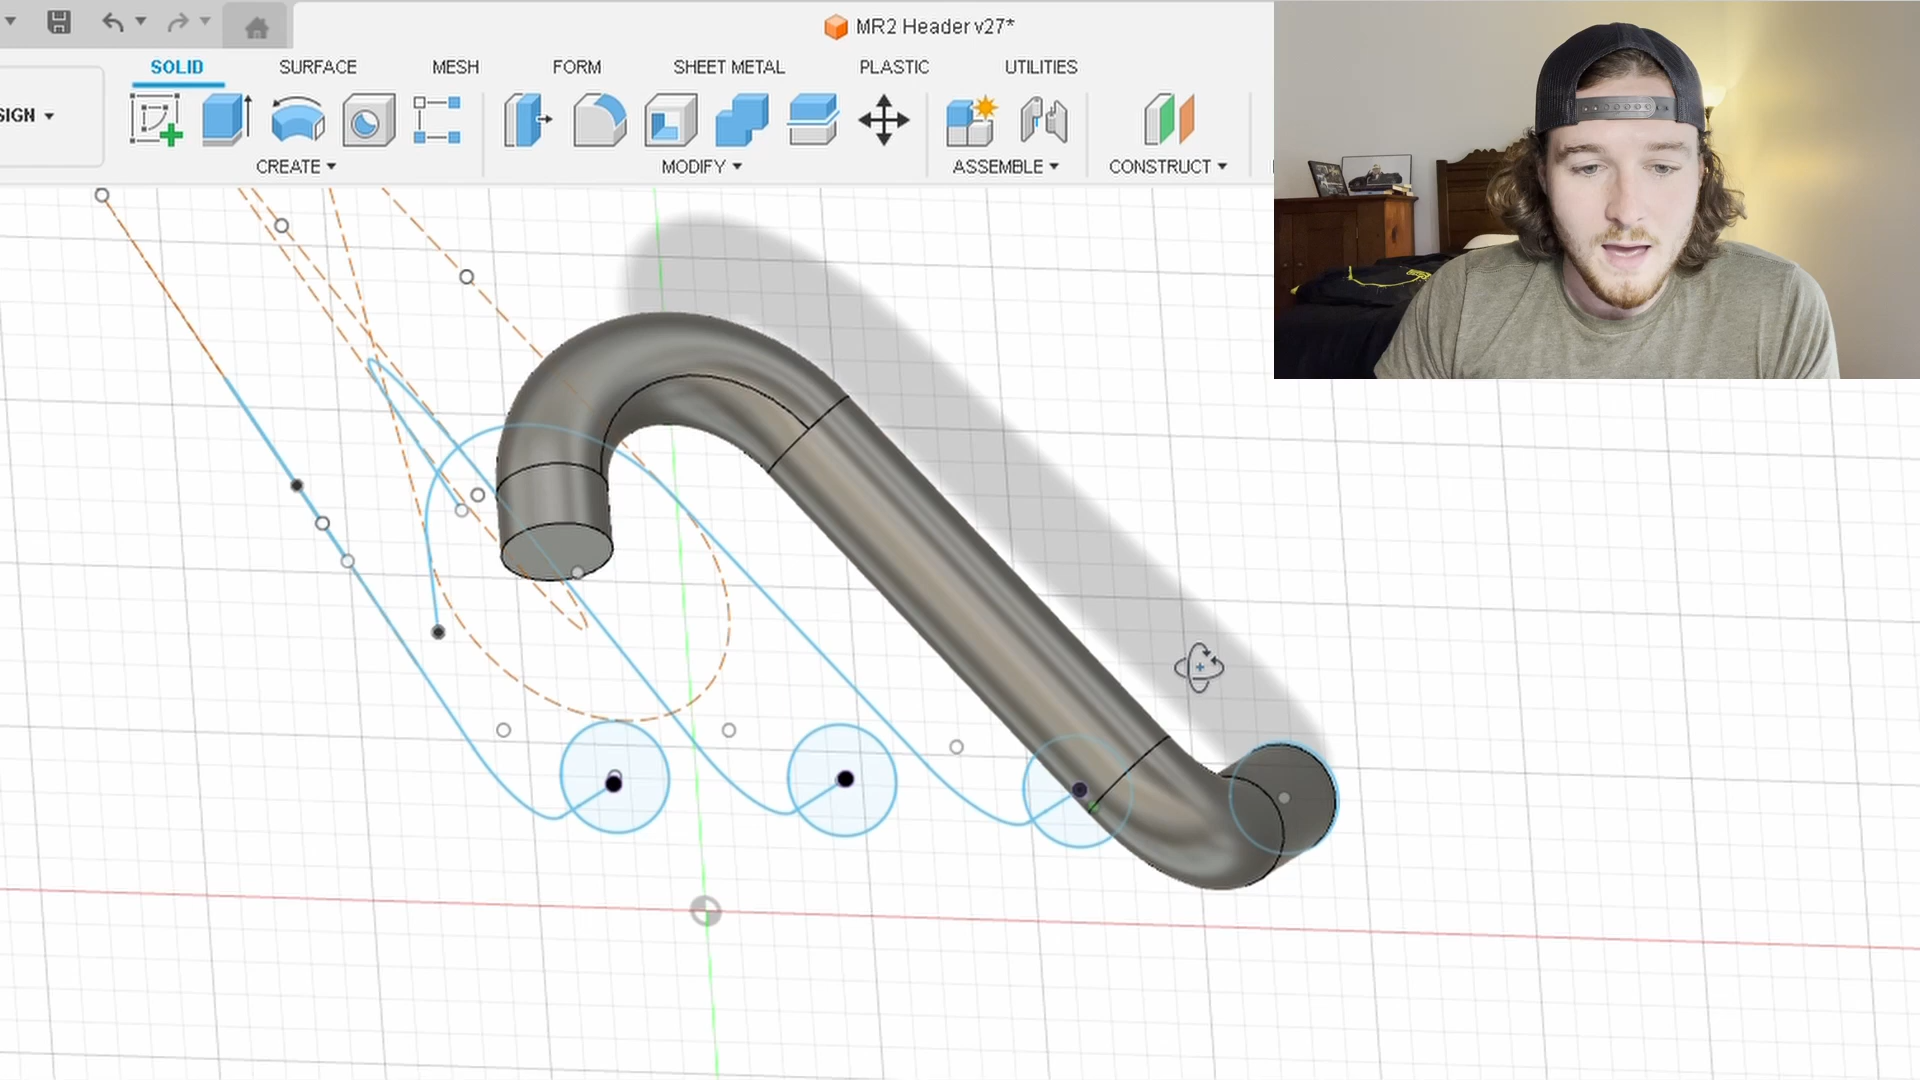 MR2 Header v27*
SOLID SURFACE MESH FORM SHEET METAL PLASTIC UTILITIES
SIGN
CREATE MODIFY ASSEMBLE CONSTRUCT